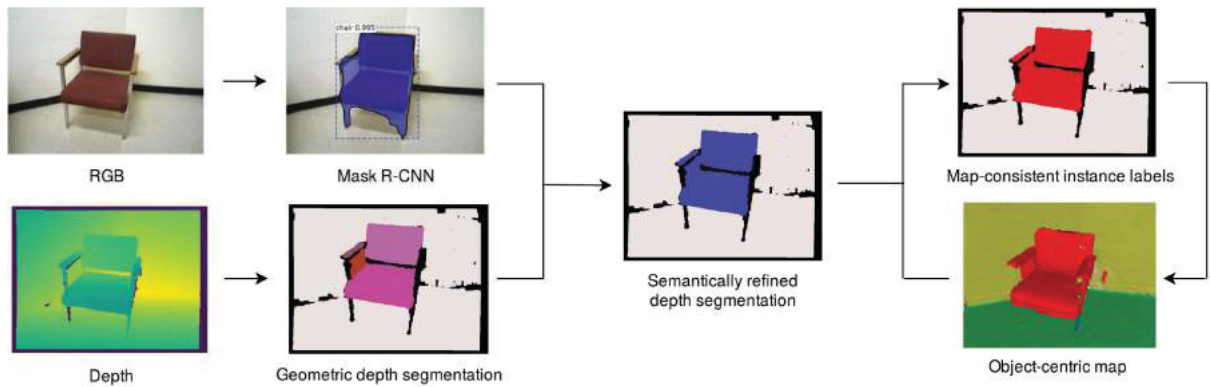 chair 0.995
RGB
Mask R-CNN
Map-consistent instance labels
Semantically refined
depth segmentation
Depth
Geometric depth segmentation
Object-centric map